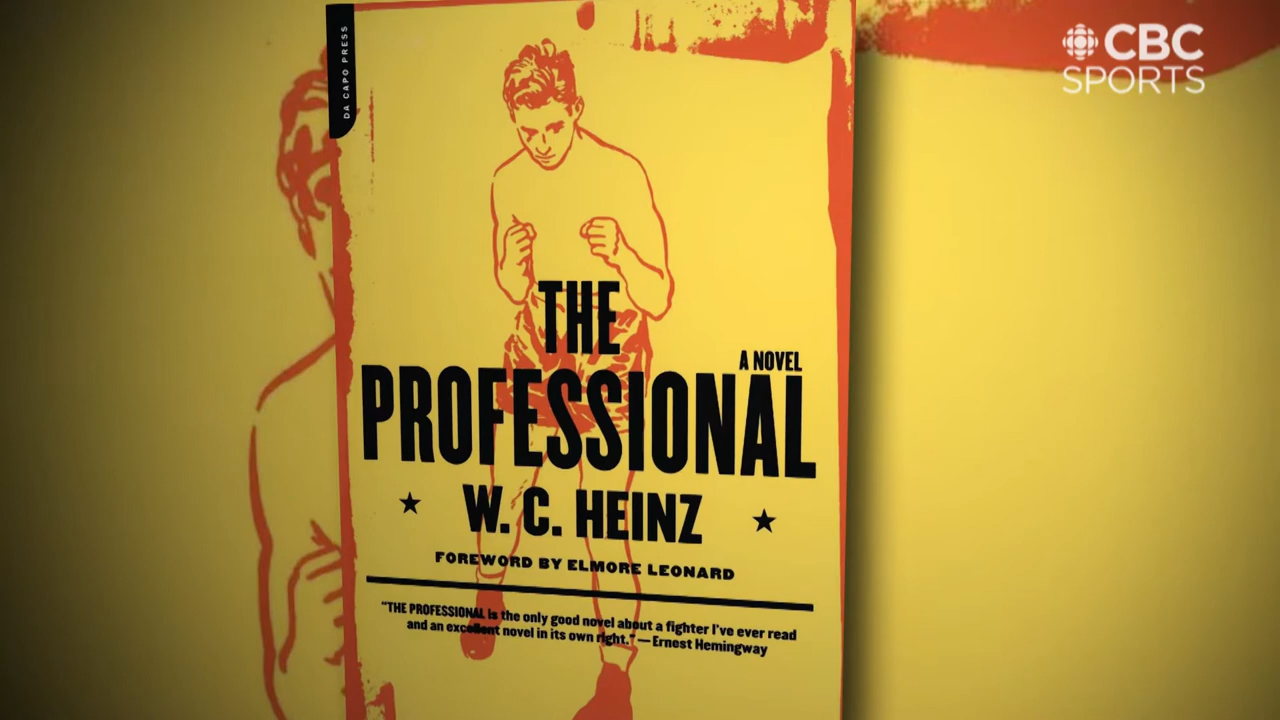 DA CAPO PRESS
CBC
SPORTS
THE
A NOVEL
PROFESSIONAL
W. C. HEINZ
FOREWORD BY ELMORE LEONARD
"THE PROFESSIONAL is the only good novel about a fighter I've ever read
and an excellent novel in its own right." —Ernest Hemingway